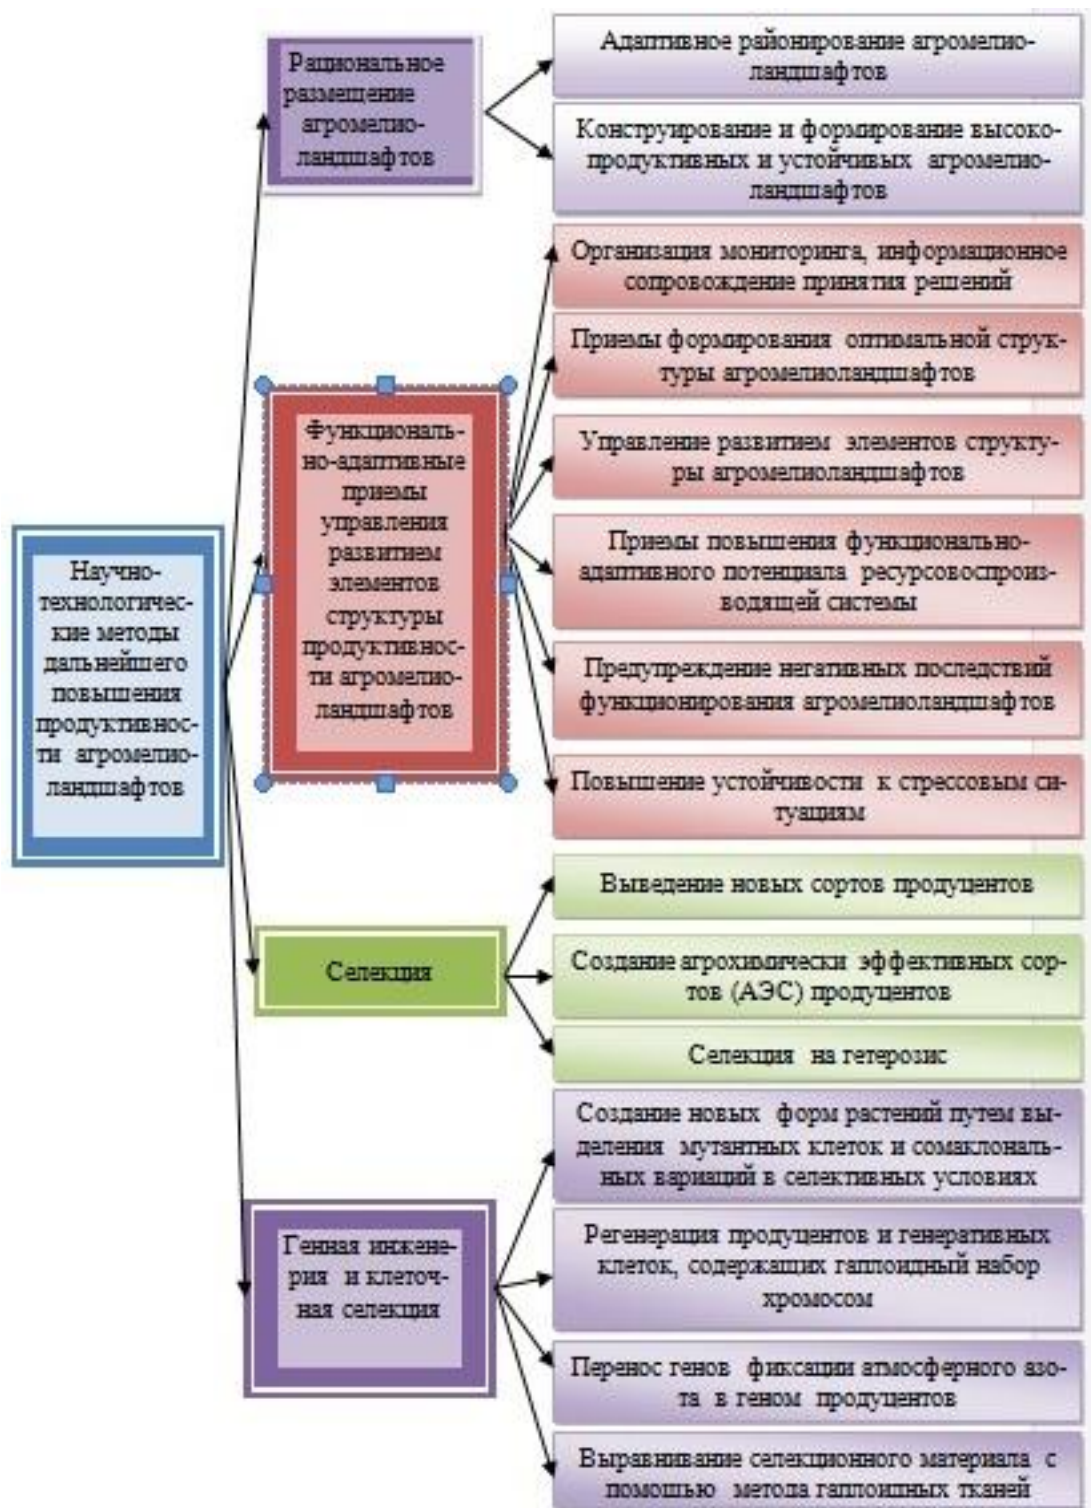 Научно-
технологичес-
кие методы
дальнейшего
повышения
продуктивнос-
ти агромелио-
ландшафтов
Рациональное
размещение
агромелио-
ландшафтов
Адаптивное районирование агромелио-
ландшафтов
Конструирование и формирование высоко-
продуктивных и устойчивых агромелио-
ландшафтов
Функциональ-
но-адаптивные
приемы
управления
развитием
элементов
структуры
продуктивнос-
ти агромелио-
ландшафтов
Организация мониторинга, информационное
сопровождение принятия решений
Приемы формирования оптимальной струк-
туры агромелиоландшафтов
Управление развитием элементов структу-
ры агромелиоландшафтов
Приемы повышения функционально-
адаптивного потенциала ресурсовоспроиз-
водящей системы
Предупреждение негативных последствий
функционирования агромелиоландшафтов
Повышение устойчивости к стрессовым си-
туациям
Селекция
Выведение новых сортов продуцентов
Создание агрохимически эффективных сор-
тов (АЭС) продуцентов
Селекция на гетерозис
Генная инжене-
рия и клеточ-
ная селекция
Создание новых форм растений путем вы-
деления мутантных клеток и сомаклональ-
ных вариаций в селективных условиях
Регенерация продуцентов и генеративных
клеток, содержащих гаплоидный набор
хромосом
Перенос генов фиксации атмосферного азо-
та в геном продуцентов
Выравнивание селекционного материала с
помощью метода гаплоидных тканей